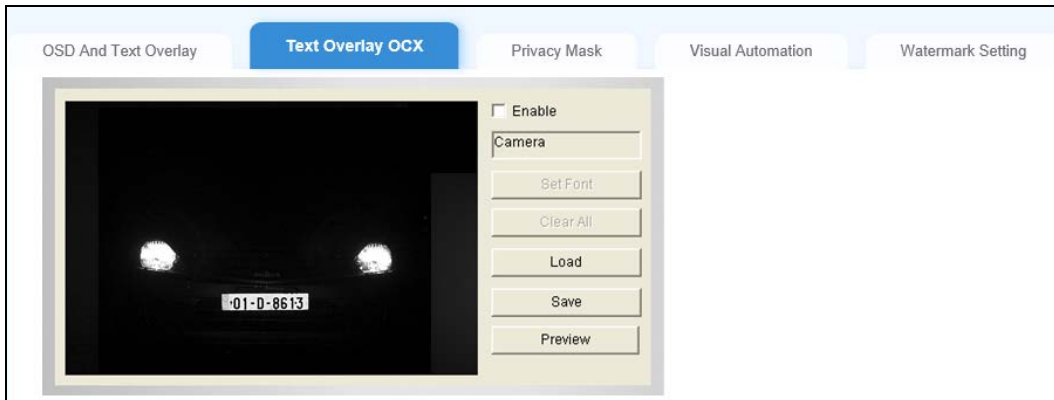 OSD And Text Overlay
Text Overlay OCX
Privacy Mask
Visual Automation
Watermark Setting
Enable
Camera
Set Font
Clear All
Load
Save
Preview
01-D-8613